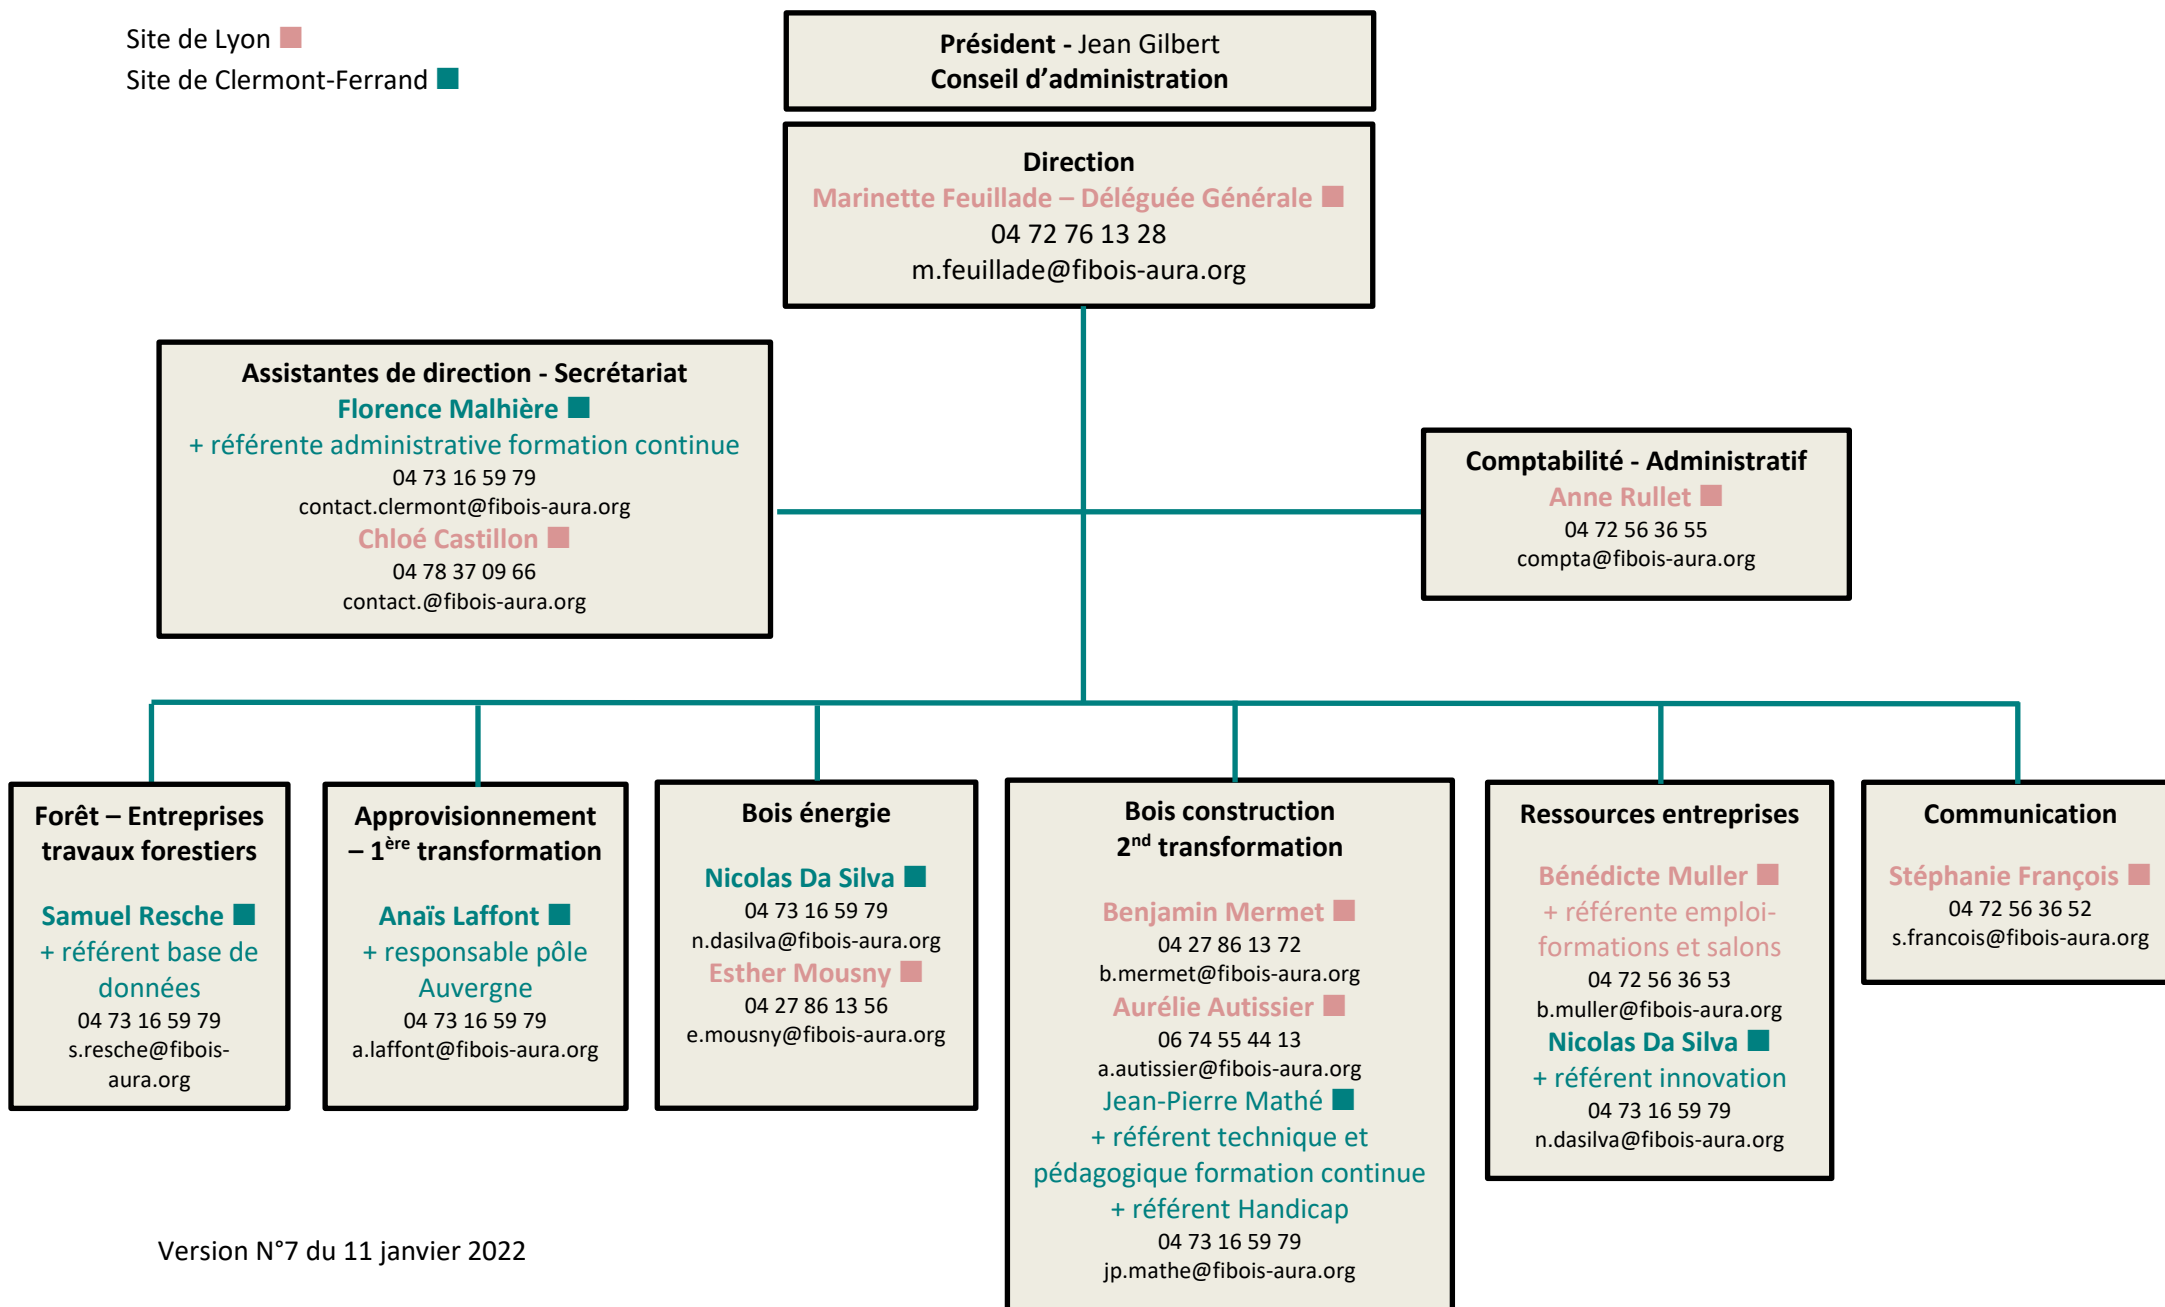 Site de Lyon
Site de Clermont-Ferrand
Président - Jean Gilbert
Conseil d’administration
Direction
Marinette Feuillade – Déléguée Générale
04 72 76 13 28
m.feuillade@fibois-aura.org
Assistantes de direction - Secrétariat
Florence Malhière
+ référente administrative formation continue
04 73 16 59 79
contact.clermont@fibois-aura.org
Chloé Castillon
04 78 37 09 66
contact.@fibois-aura.org
Comptabilité - Administratif
Anne Rullet
04 72 56 36 55
compta@fibois-aura.org
Forêt – Entreprises
travaux forestiers
Samuel Resche
+ référent base de
données
04 73 16 59 79
s.resche@fibois-
aura.org
Approvisionnement
– 1ère transformation
Anaïs Laffont
+ responsable pôle
Auvergne
04 73 16 59 79
a.laffont@fibois-aura.org
Bois énergie
Nicolas Da Silva
04 73 16 59 79
n.dasilva@fibois-aura.org
Esther Mousny
04 27 86 13 56
e.mousny@fibois-aura.org
Bois construction
2nd transformation
Benjamin Mermet
04 27 86 13 72
b.mermet@fibois-aura.org
Aurélie Autissier
06 74 55 44 13
a.autissier@fibois-aura.org
Jean-Pierre Mathé
+ référent technique et
pédagogique formation continue
+ référent Handicap
04 73 16 59 79
jp.mathe@fibois-aura.org
Ressources entreprises
Bénédicte Muller
+ référente emploi-
formations et salons
04 72 56 36 53
b.muller@fibois-aura.org
Nicolas Da Silva
+ référent innovation
04 73 16 59 79
n.dasilva@fibois-aura.org
Communication
Stéphanie François
04 72 56 36 52
s.francois@fibois-aura.org
Version N°7 du 11 janvier 2022